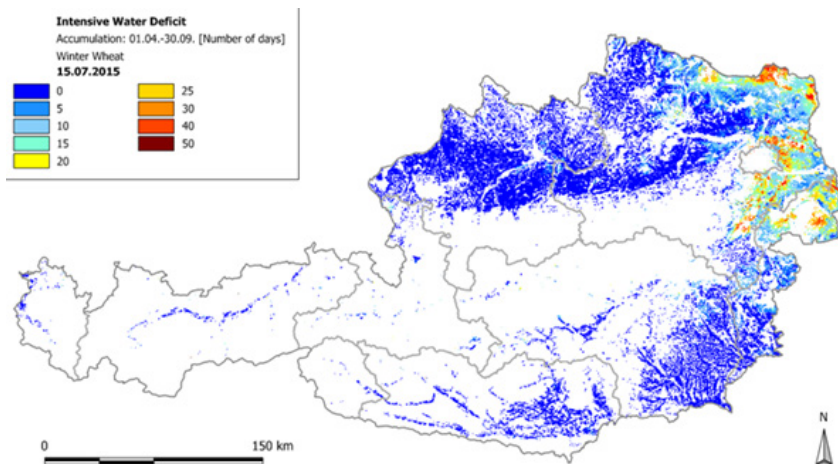 Intensive Water Deficit
Accumulation: 01.04.-30.09. [Number of days]
Winter Wheat
15.07.2015
0 25
5 30
10 40
15 50
20
N
0 150 km